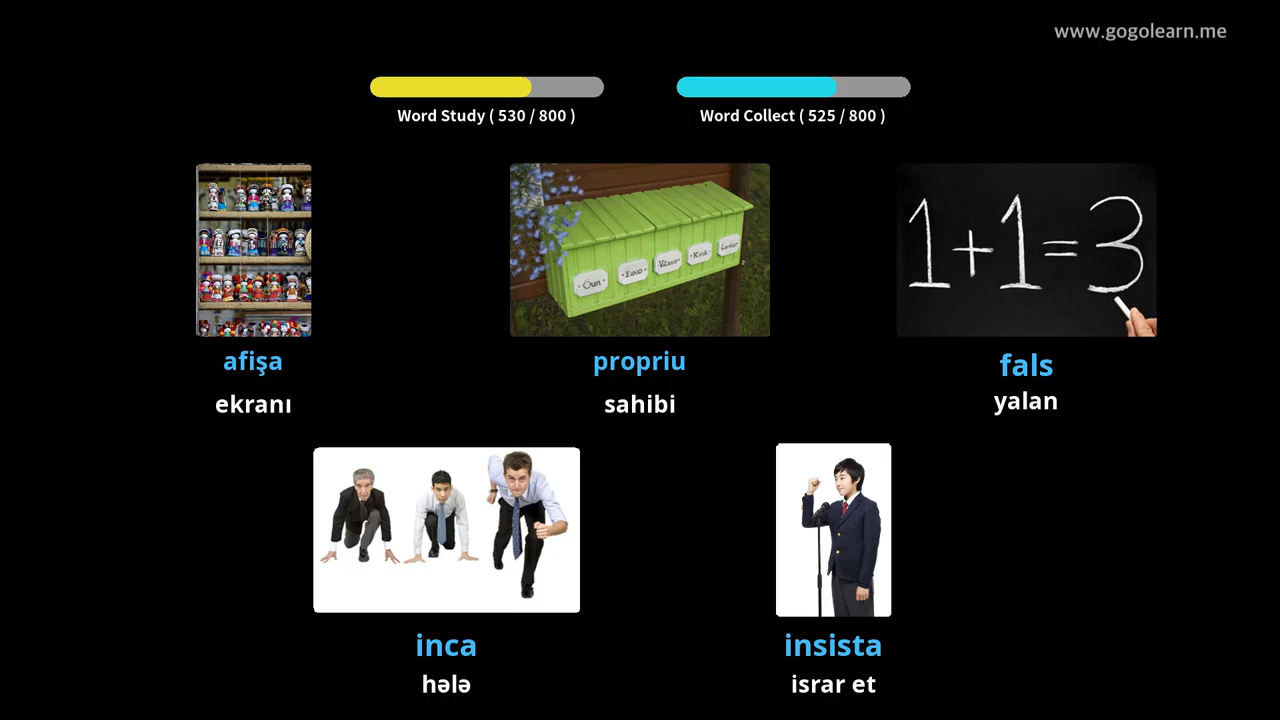 www.gogolearn.me
Word Study ( 530 / 800 )
Word Collect ( 525 / 800 )
Oun
1+1=3
afişa
propriu
fals
ekranı
sahibi
yalan
inca
insista
hələ
israr et